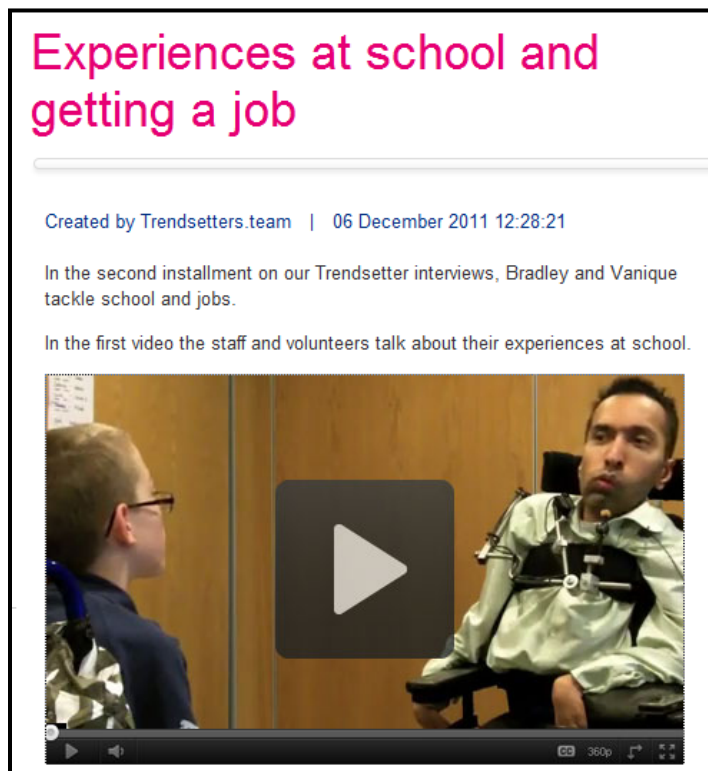 Experiences at school and
getting a job
Created by Trendsetters.team | 06 December 2011 12:28:21
In the second installment on our Trendsetter interviews, Bradley and Vanique
tackle school and jobs.
In the first video the staff and volunteers talk about their experiences at school.
CC 360p